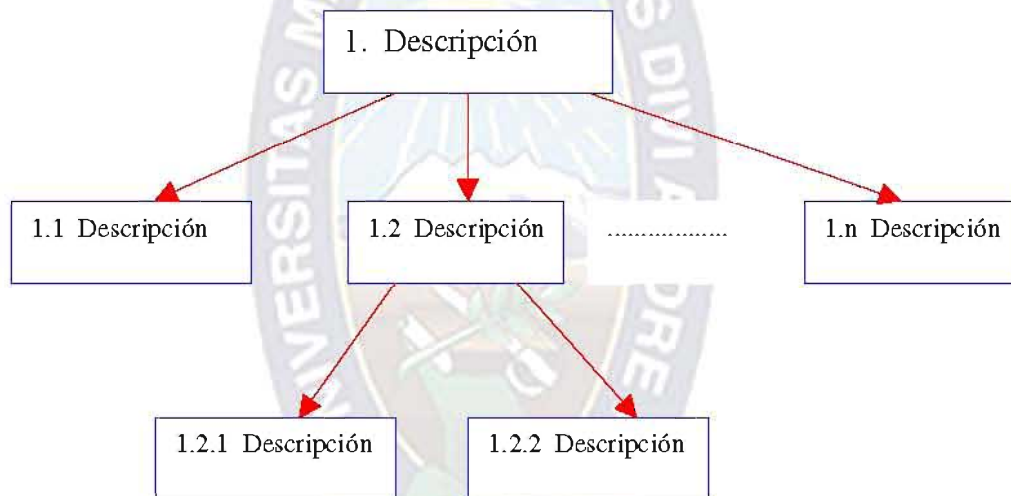 1. Descripción
1.1 Descripción
1.2 Descripción
..................
1.n Descripción
1.2.1 Descripción
1.2.2 Descripción